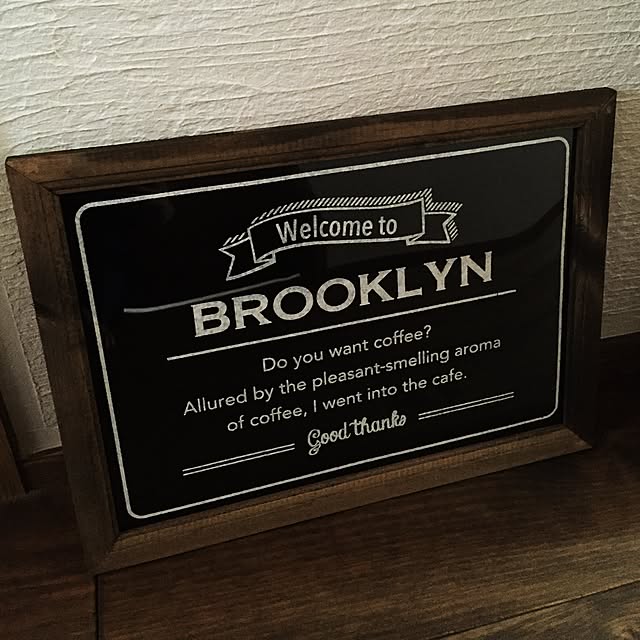 Welcome to
BROOKLYN
Do you want coffee?
Allured by the pleasant-smelling aroma
of coffee, I went into the cafe.
Good thanks